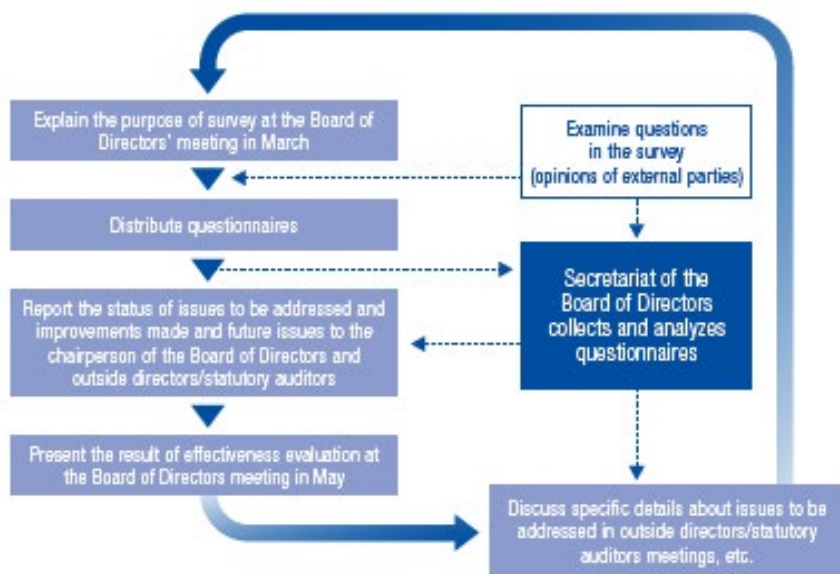 Explain the purpose of survey at the Board of
Directors' meeting in March
Examine questions
in the survey
(opinions of external parties)
Distribute questionnaires
Secretariat of the
Board of Directors
collects and analyzes
questionnaires
Report the status of issues to be addressed and
improvements made and future issues to the
chairperson of the Board of Directors and
outside directors/statutory auditors
Present the result of effectiveness evaluation at
the Board of Directors meeting in May
Discuss specific details about issues to be
addressed in outside directors/statutory
auditors meetings, etc.